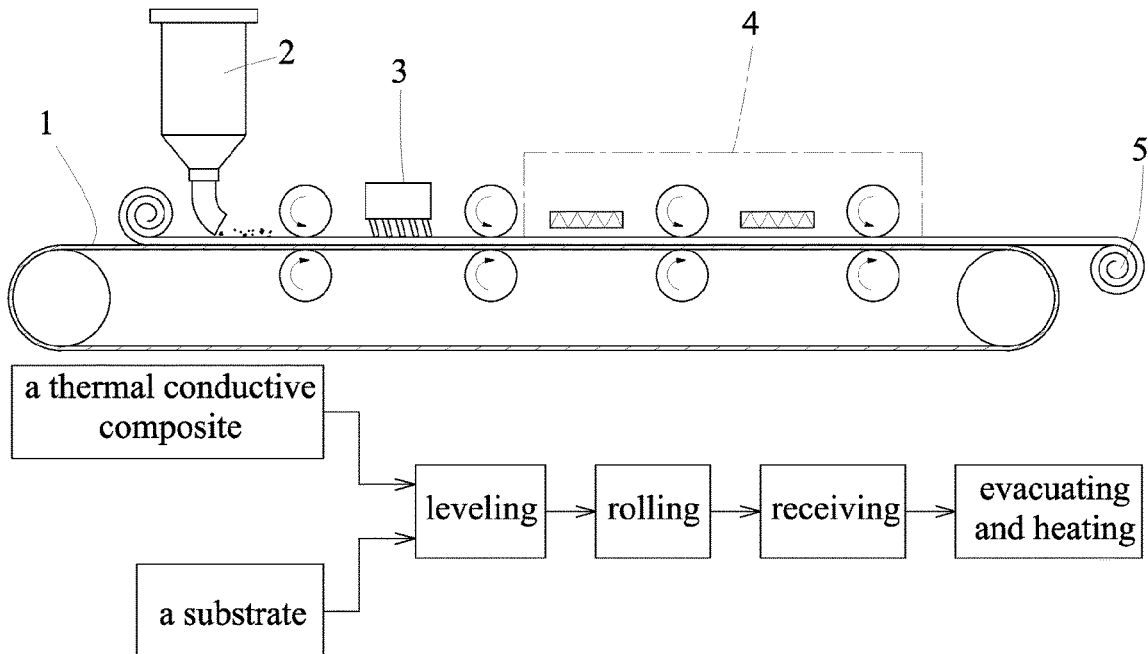 4
2
3
1
5
a thermal conductive
composite
leveling
rolling
receiving
evacuating
and heating
a substrate